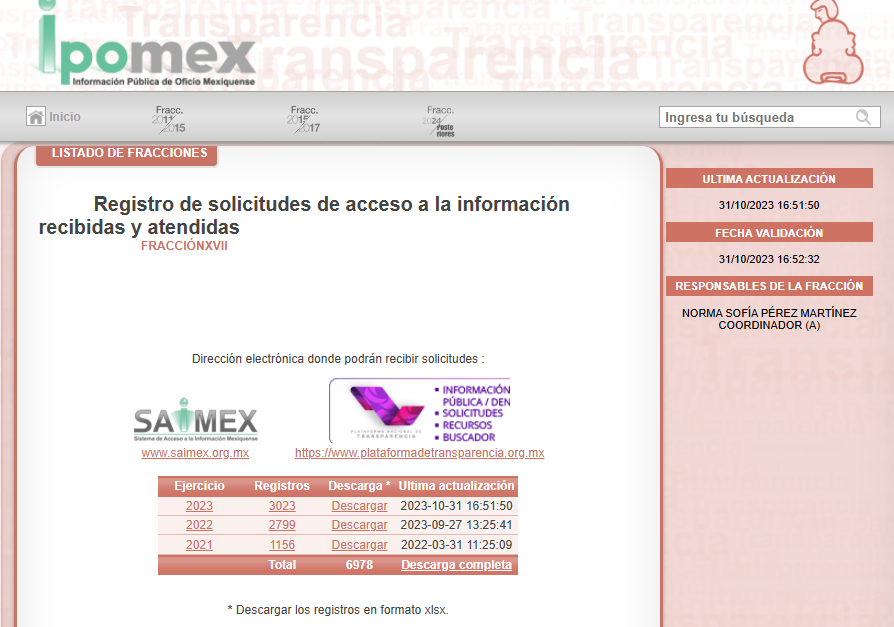 ipomex
Información Pública de Oficio Mexiquense
Transparencia
Inicio
Fracc.
2011
2015
Fracc.
2015
2017
Fracc.
2024
Poste
riores
Ingresa tu búsqueda
LISTADO DE FRACCIONES
Registro de solicitudes de acceso a la información
recibidas y atendidas
FRACCIÓNXVII
Dirección electrónica donde podrán recibir solicitudes :
SAIMEX
Sistema de Acceso a la Información Mexiquense
www.saimex.org.mx
PLATAFORMA NACIONAL DE
TRANSPARENCIA
• INFORMACIÓN
PÚBLICA / DEN
• SOLICITUDES
• RECURSOS
• BUSCADOR
https://www.plataformadetransparencia.org.mx
Ejercicio Registros Descarga * Ultima actualización
2023 3023 Descargar 2023-10-31 16:51:50
2022 2799 Descargar 2023-09-27 13:25:41
2021 1156 Descargar 2022-03-31 11:25:09
Total 6978 Descarga completa
* Descargar los registros en formato xlsx.
ULTIMA ACTUALIZACIÓN
31/10/2023 16:51:50
FECHA VALIDACIÓN
31/10/2023 16:52:32
RESPONSABLES DE LA FRACCIÓN
NORMA SOFÍA PÉREZ MARTÍNEZ
COORDINADOR (A)